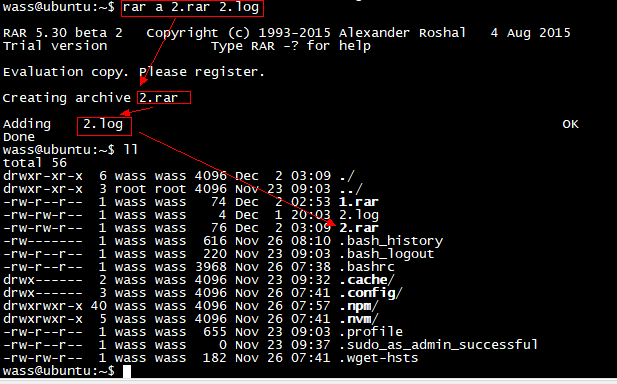 wass@ubuntu:~$ rar a 2.rar 2.log
RAR 5.30 beta 2   Copyright (c) 1993-2015 Alexander Roshal   4 Aug 2015
Trial version             Type RAR -? for help
Evaluation copy. Please register.
Creating archive 2.rar
Adding    2.log                                                       OK
Done
wass@ubuntu:~$ ll
total 56
drwxr-xr-x  6 wass wass 4096 Dec  2 03:09 ./
drwxr-xr-x  3 root root 4096 Nov 23 09:03 ../
-rw-r--r--  1 wass wass   74 Dec  2 02:53 1.rar
-rw-rw-r--  1 wass wass    4 Dec  1 20:03 2.log
-rw-rw-r--  1 wass wass   76 Dec  2 03:09 2.rar
-rw-------  1 wass wass  616 Nov 26 08:10 .bash_history
-rw-r--r--  1 wass wass  220 Nov 23 09:03 .bash_logout
-rw-r--r--  1 wass wass 3968 Nov 26 07:38 .bashrc
drwx------  2 wass wass 4096 Nov 23 09:32 .cache/
drwx------  3 wass wass 4096 Nov 26 07:41 .config/
drwxrwxr-x 40 wass wass 4096 Nov 26 07:57 .npm/
drwxrwxr-x  5 wass wass 4096 Nov 26 07:41 .nvm/
-rw-r--r--  1 wass wass  655 Nov 23 09:03 .profile
-rw-r--r--  1 wass wass    0 Nov 23 09:37 .sudo_as_admin_successful
-rw-rw-r--  1 wass wass  182 Nov 26 07:41 .wget-hsts
wass@ubuntu:~$